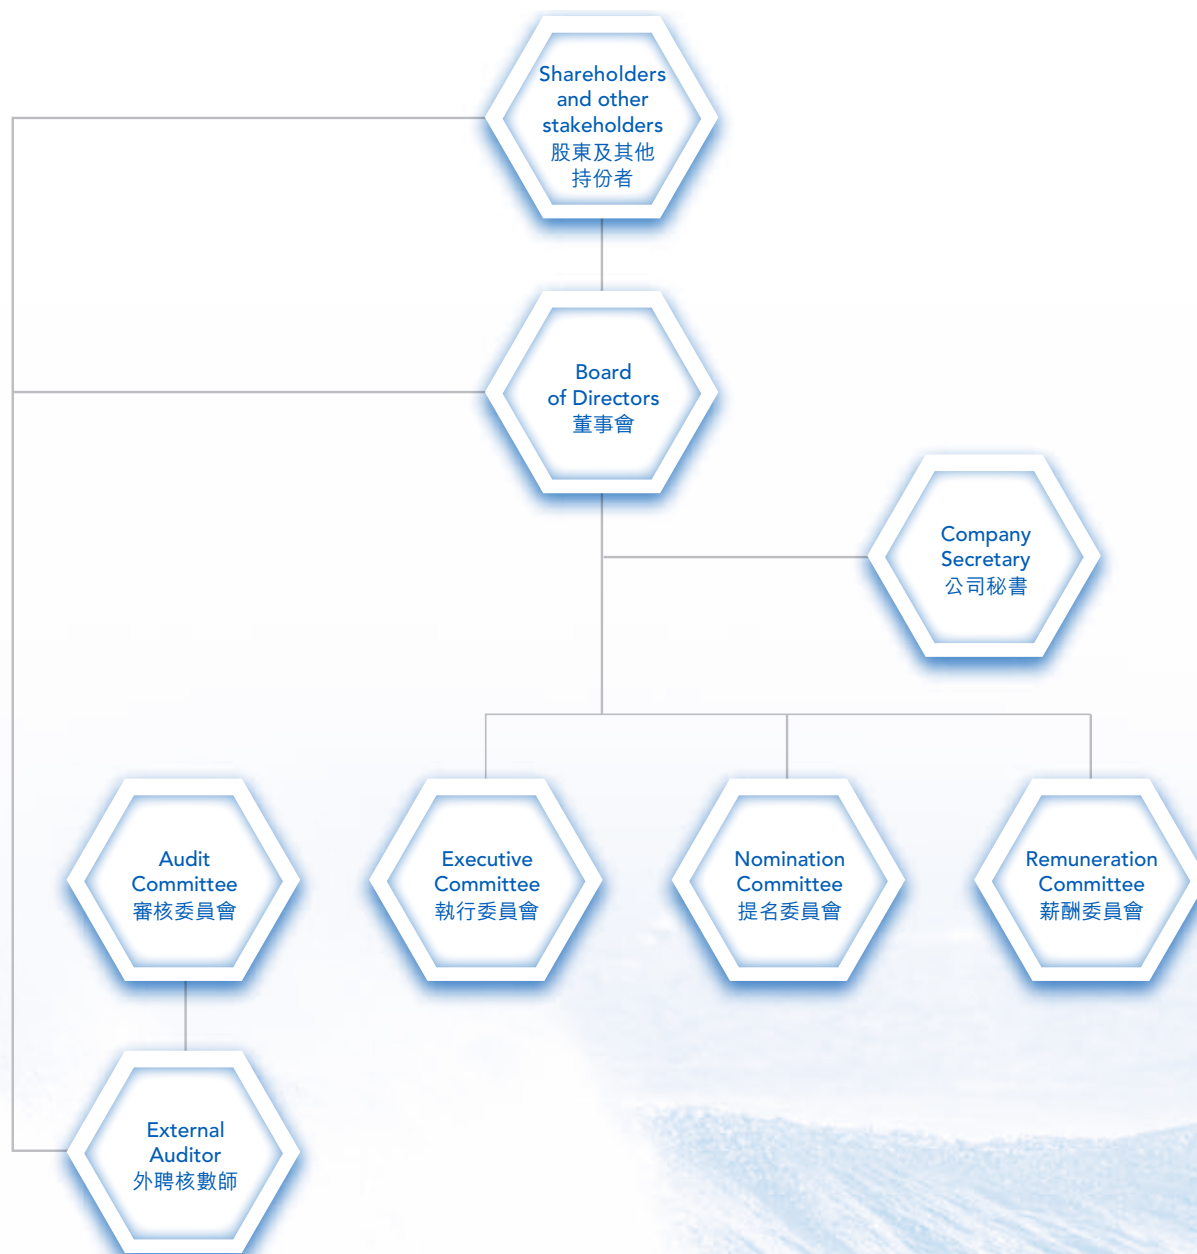 Shareholders
and other
stakeholders
股東及其他
持份者
Board
of Directors
董事會
Company
Secretary
公司秘書
Audit
Committee
審核委員會
Executive
Committee
執行委員會
Nomination
Committee
提名委員會
Remuneration
Committee
薪酬委員會
External
Auditor
外聘核數師